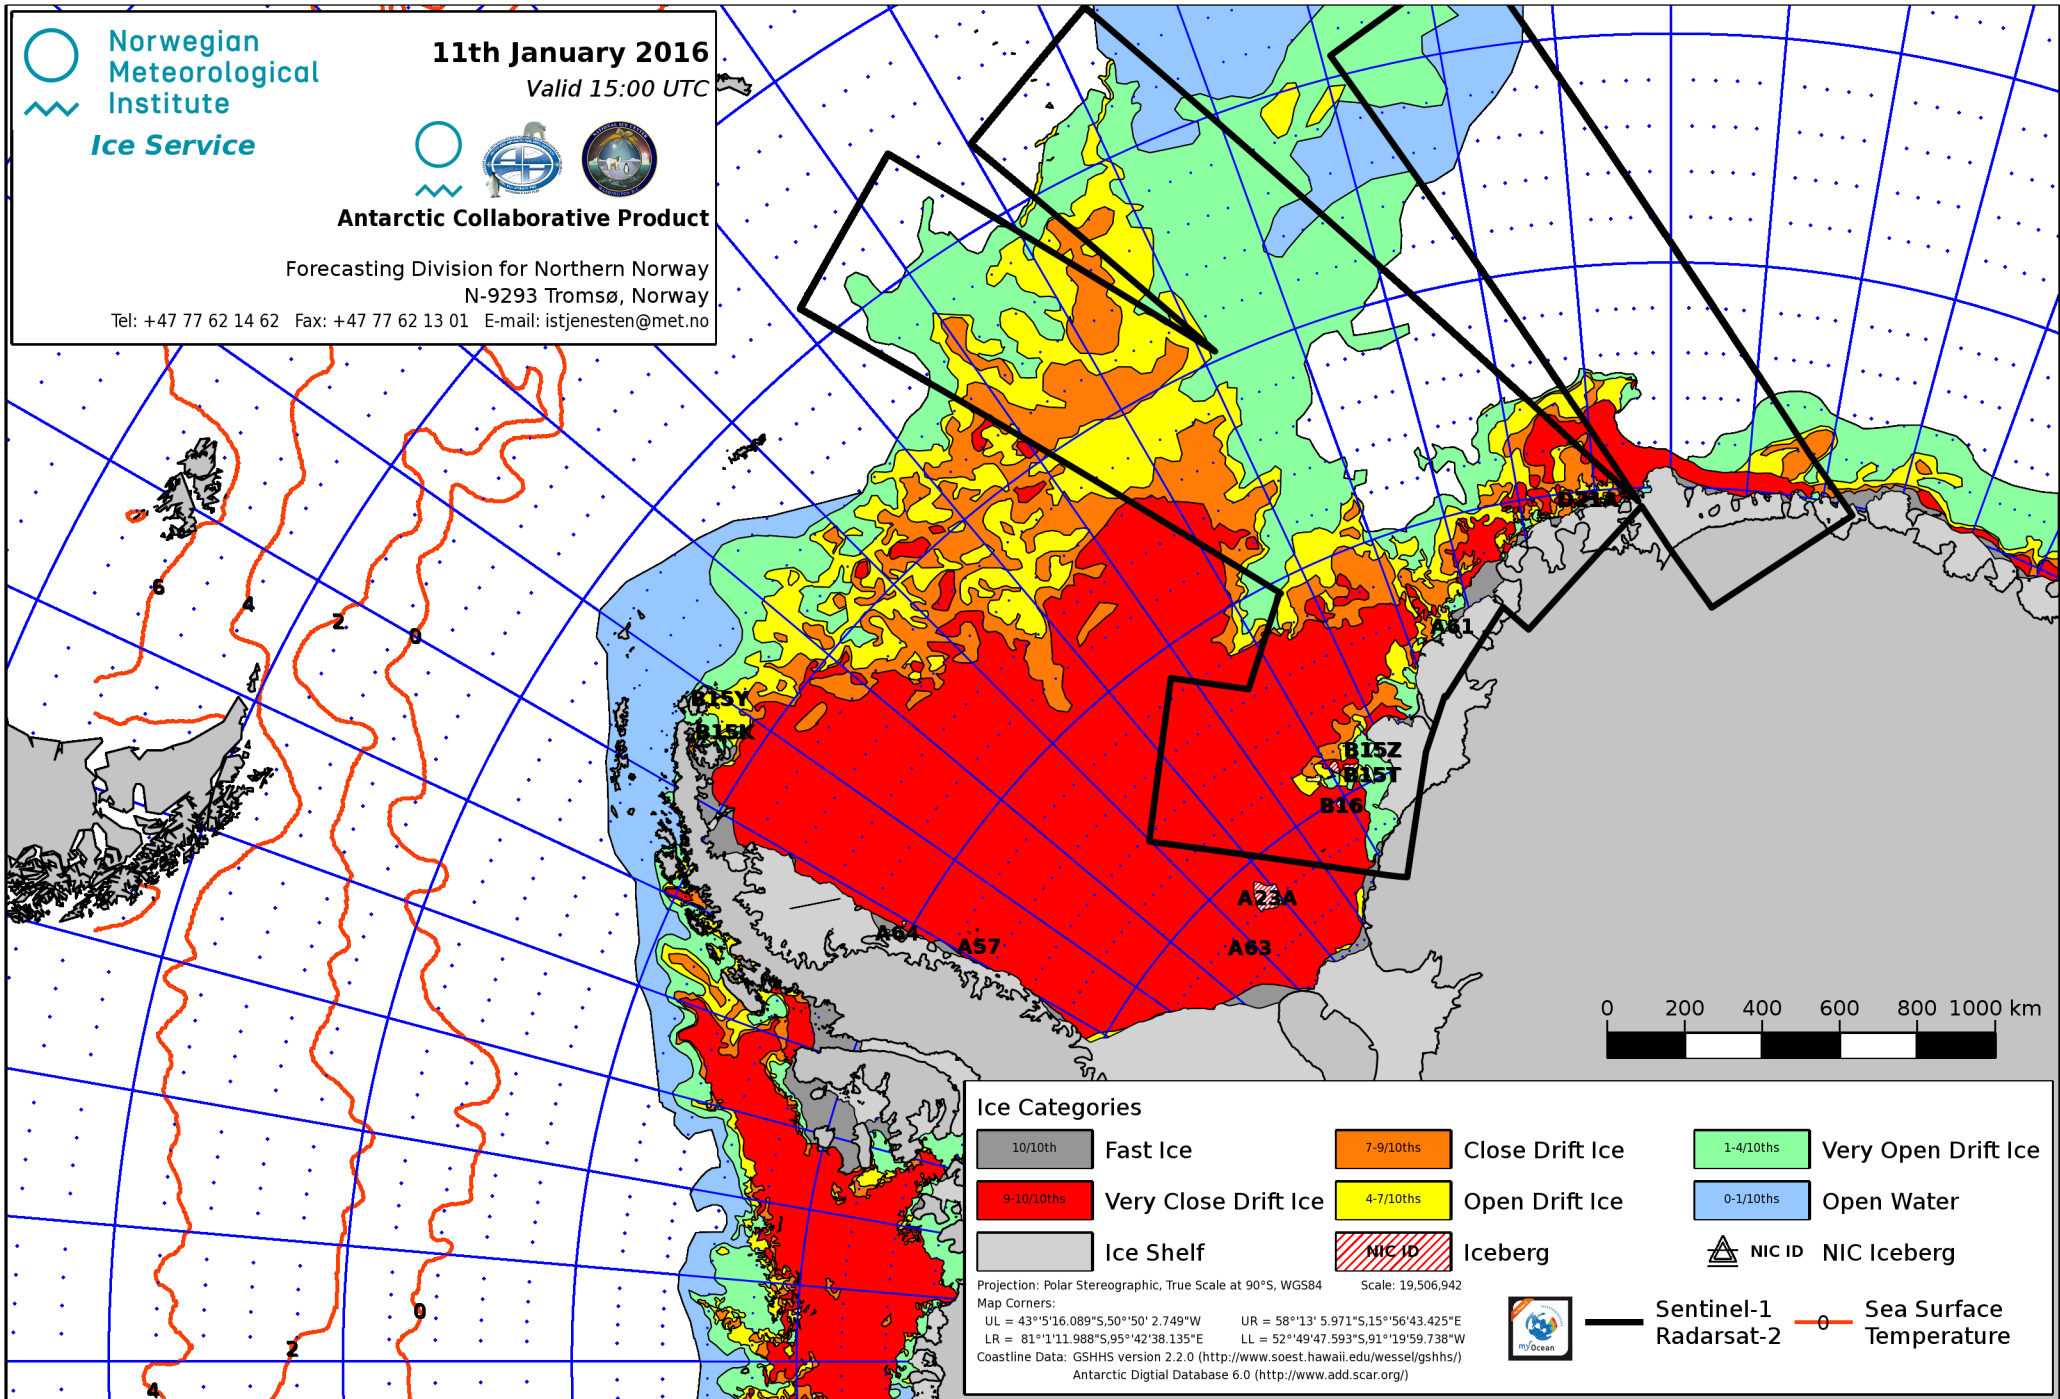 Norwegian
Meteorological
Institute
Ice Service
11th January 2016
Valid 15:00 UTC
Antarctic Collaborative Product
Forecasting Division for Northern Norway
N-9293 Tromsø, Norway
Tel: +47 77 62 14 62 Fax: +47 77 62 13 01 E-mail: istjenesten@met.no
D21A
6
4
2
0
A61
B15Y
B15K
B15Z
B15T
B16
A23A
A64
A57
A63
0 200 400 600 800 1000 km
0
2
4
Ice Categories
10/10th Fast Ice
7-9/10ths Close Drift Ice
1-4/10ths Very Open Drift Ice
9-10/10ths Very Close Drift Ice
4-7/10ths Open Drift Ice
0-1/10ths Open Water
Ice Shelf
NIC ID Iceberg
NIC ID NIC Iceberg
Projection: Polar Stereographic, True Scale at 90°S, WGS84 Scale: 19,506,942
Map Corners:
UL = 43°'5'16.089"S,50°'50' 2.749"W UR = 58°'13' 5.971"S,15°'56'43.425"E
LR = 81°'1'11.988"S,95°'42'38.135"E LL = 52°'49'47.593"S,91°'19'59.738"W
Coastline Data: GSHHS version 2.2.0 (http://www.soest.hawaii.edu/wessel/gshhs/)
Antarctic Digtial Database 6.0 (http://www.add.scar.org/)
myOcean
Sentinel-1
Radarsat-2
0
Sea Surface
Temperature